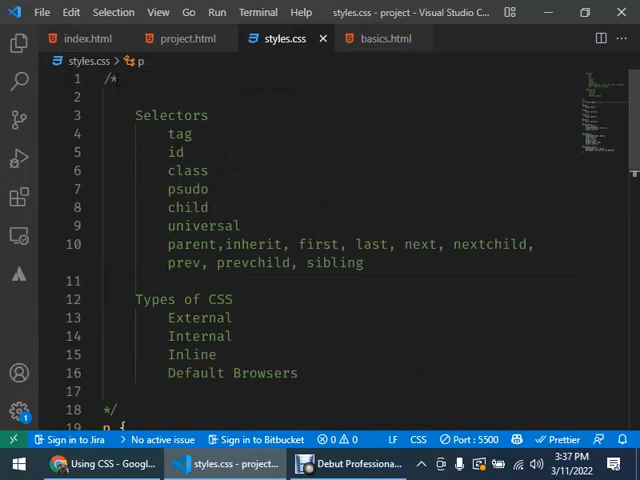 File Edit Selection View Go Run Terminal Help styles.css - project - Visual Studio C...
index.html project.html styles.css basics.html
styles.css > p
1 /*
2
3 Selectors
4 tag
5 id
6 class
7 psudo
8 child
9 universal
10 parent,inherit, first, last, next, nextchild,
prev, prevchild, sibling
11
12 Types of CSS
13 External
14 Internal
15 Inline
16 Default Browsers
17
18 */
19 p {
1
Sign in to Jira No active issue Sign in to Bitbucket 0 0 LF CSS Port : 5500 Prettier
Using CSS - Googl... styles.css - project... Debut Professiona... 3:37 PM
3/11/2022